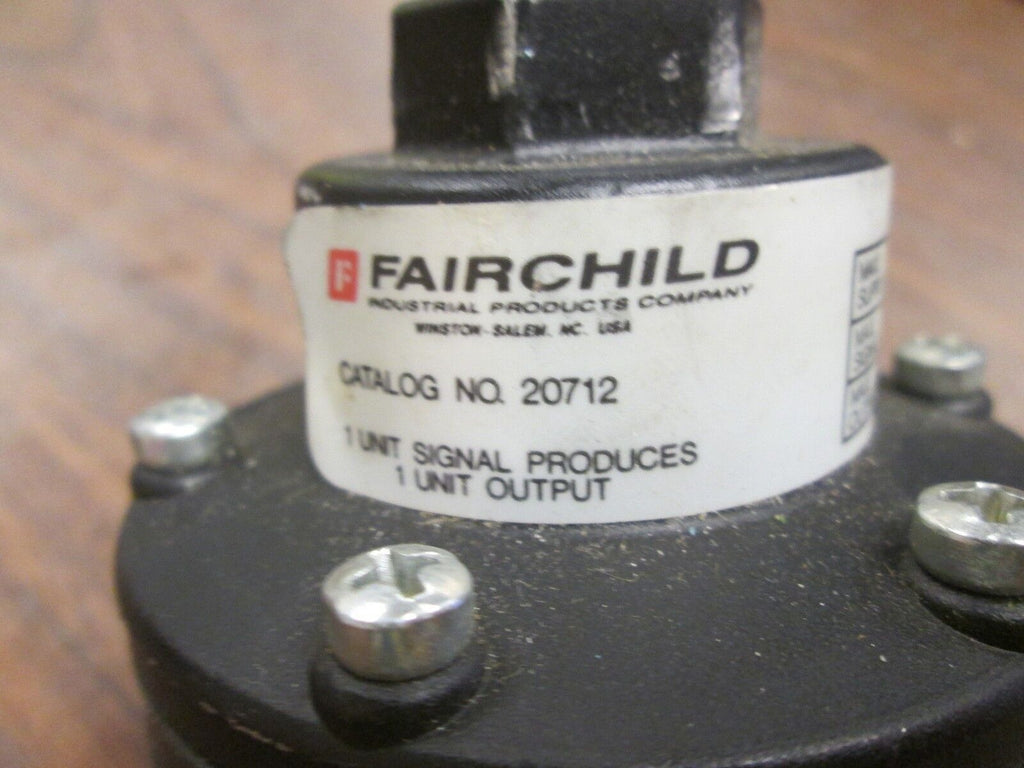 F FAIRCHILD
INDUSTRIAL PRODUCTS COMPANY
WINSTON-SALEM, NC. USA
CATALOG NO. 20712
1 UNIT SIGNAL PRODUCES
1 UNIT OUTPUT